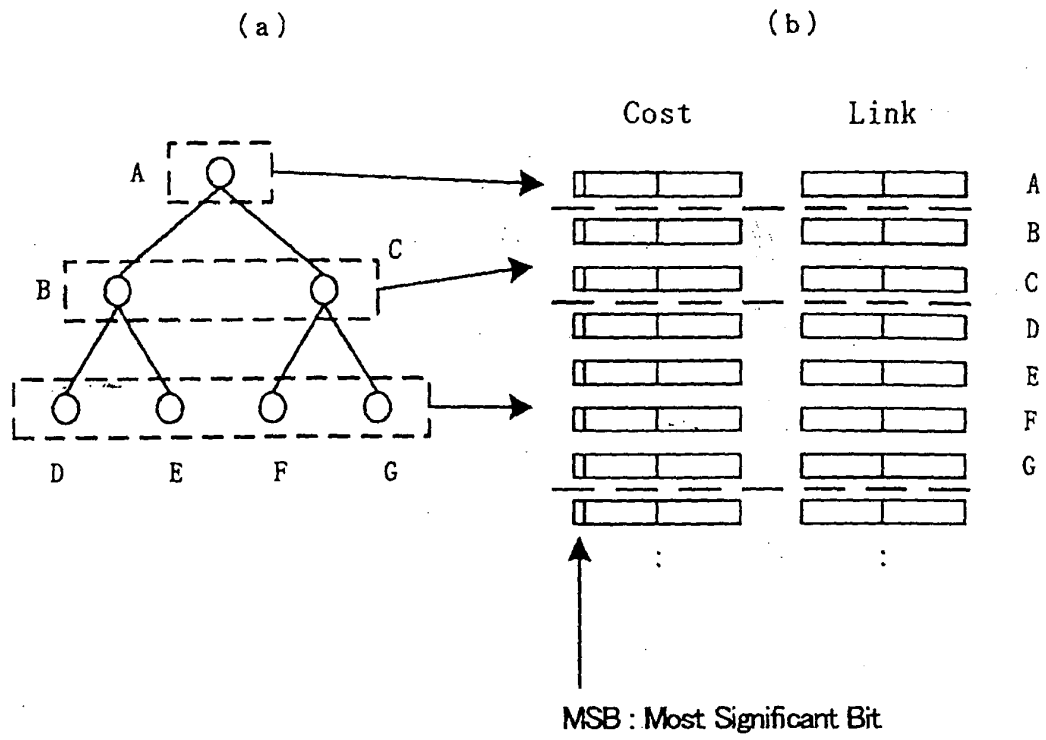 (a)
(b)
Cost Link
A
A
B
B
C
C
D
E
F
G
D E F G
:
:
MSB : Most Significant Bit